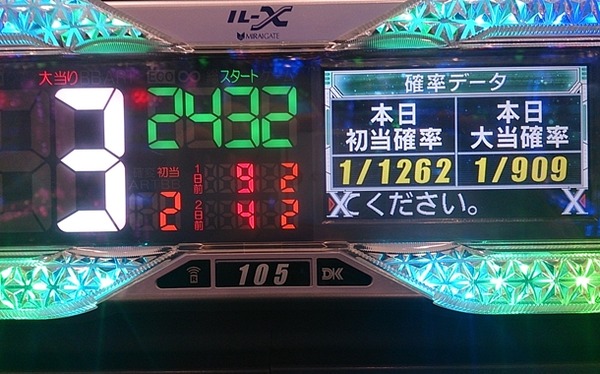 IL-X
MIRAIGATE
大当り
スタート
3
2432
初当
2
1日前
9 2
2日前
4 2
確率データ
本日
初当確率
1/1262
本日
大当確率
1/909
ください。
105
DK